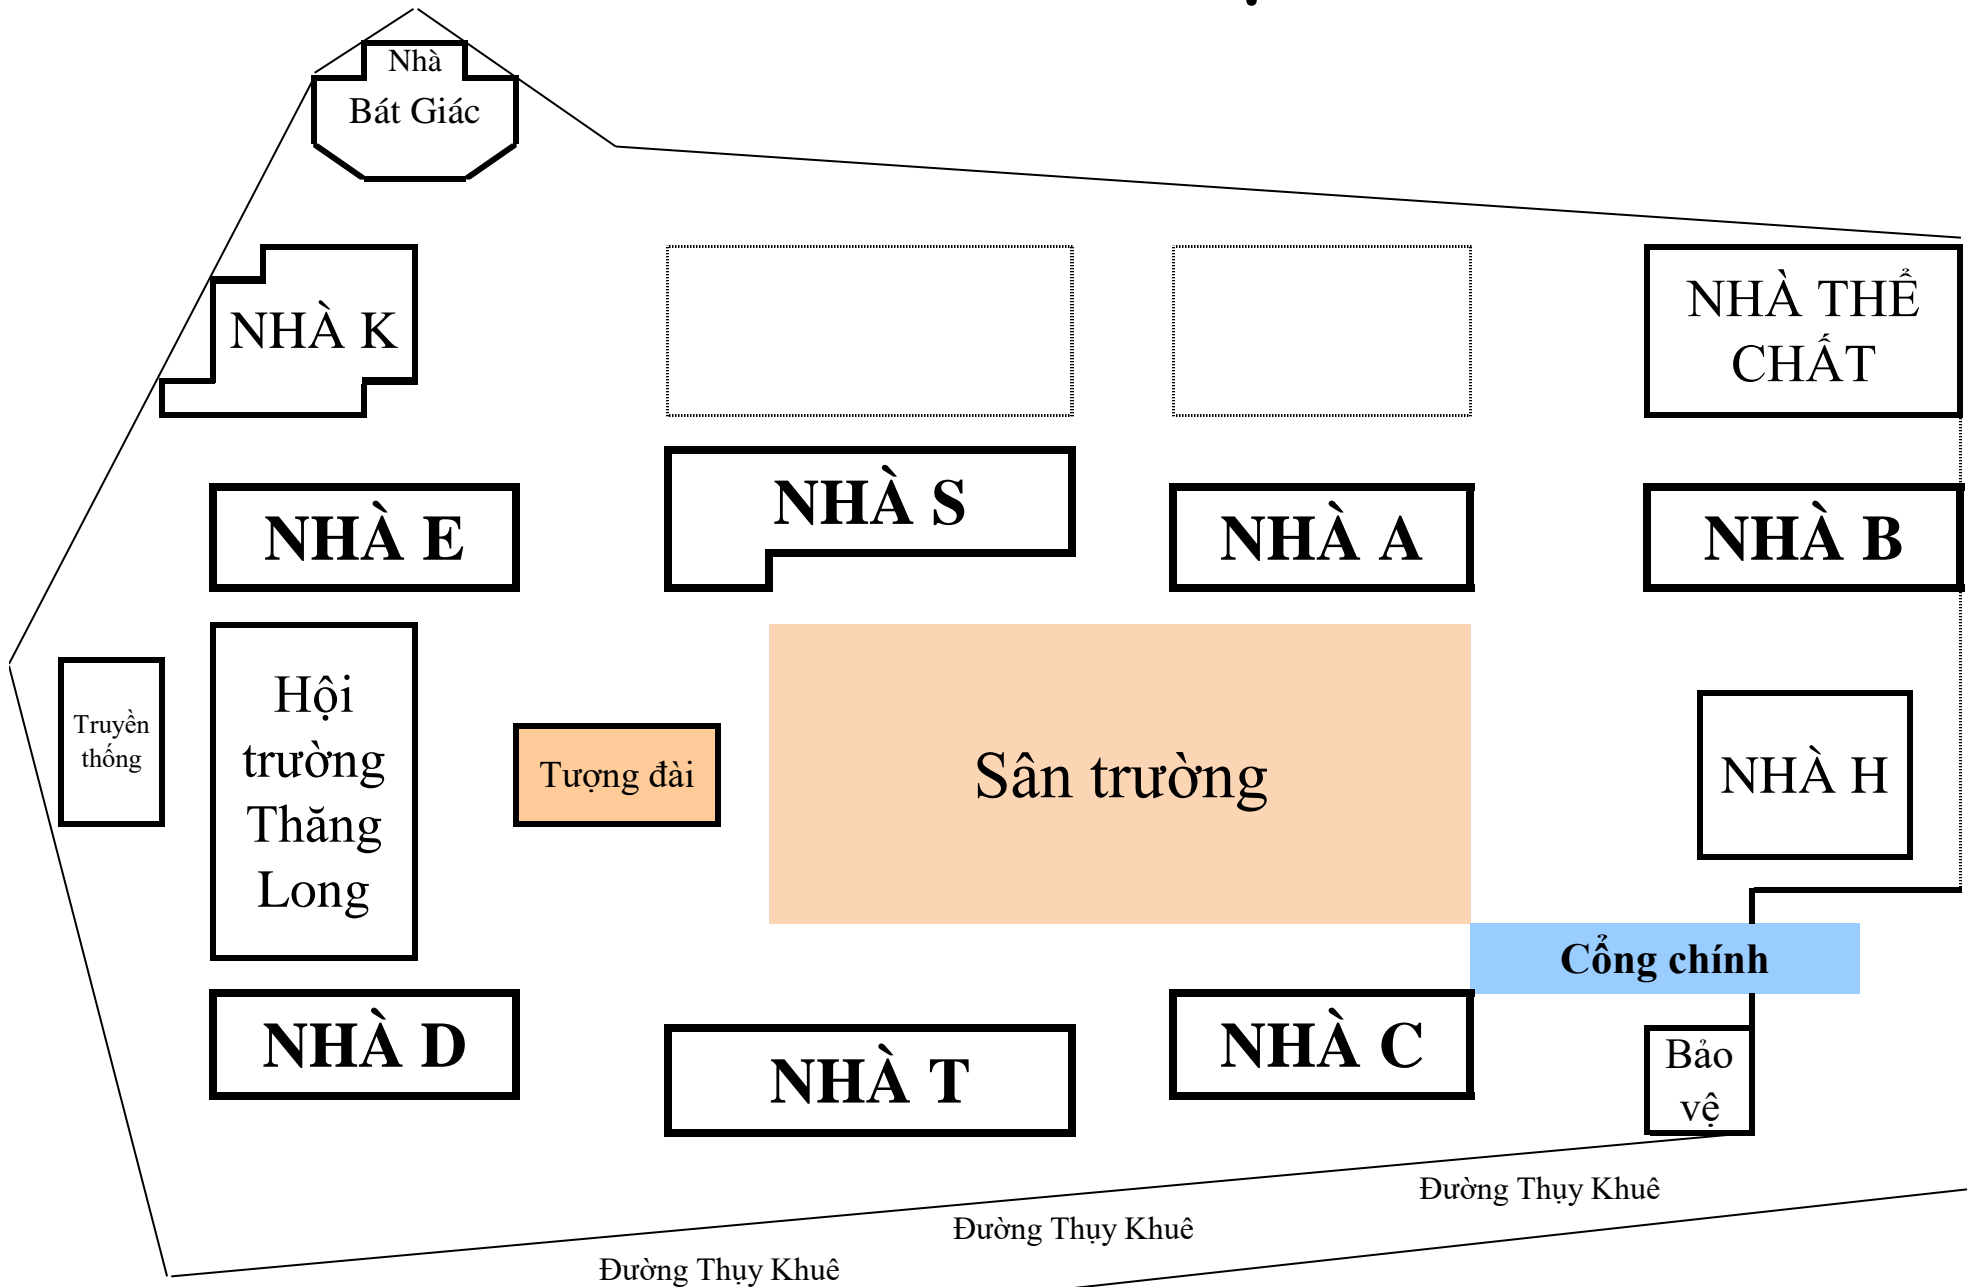 Nhà
Bát Giác
NHÀ K
NHÀ THỂ
CHẤT
NHÀ E
NHÀ S
NHÀ A
NHÀ B
Truyền
thống
Hội
trường
Thăng
Long
Tượng đài
Sân trường
NHÀ H
Cổng chính
NHÀ D
NHÀ T
NHÀ C
Bảo
vệ
Đường Thụy Khuê
Đường Thụy Khuê
Đường Thụy Khuê